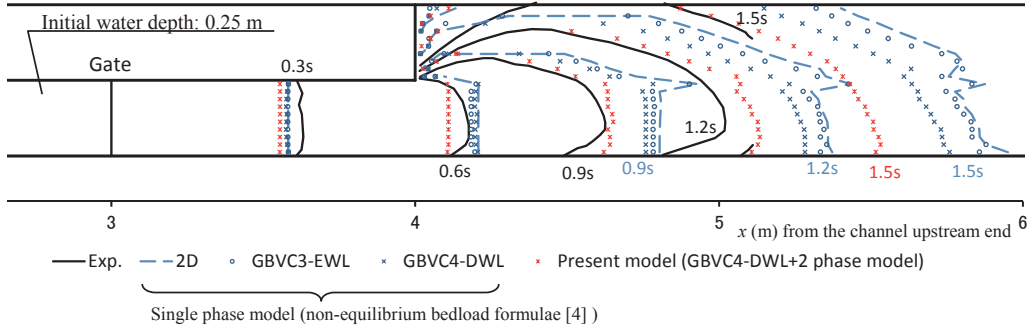 Initial water depth: 0.25 m
1.5s
Gate
0.3s
1.2s
0.6s
0.9s
0.9s
1.2s
1.5s
1.5s
3
4
5
6
x (m) from the channel upstream end
Exp.
2D
GBVC3-EWL
GBVC4-DWL
Present model (GBVC4-DWL+2 phase model)
Single phase model (non-equilibrium bedload formulae [4] )